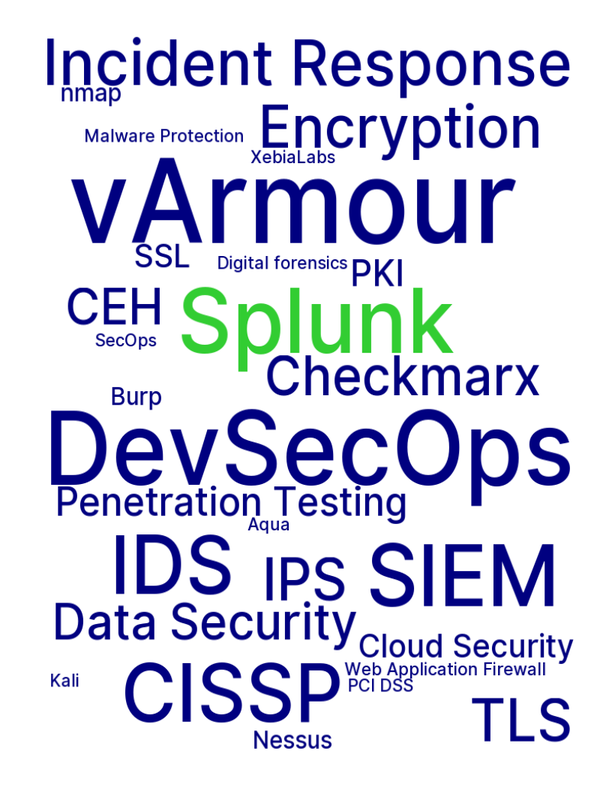 Incident Response
nmap
Encryption
Malware Protection
XebiaLabs
vArmour
SSL
Digital forensics
PKI
CEH
Splunk
SecOps
Checkmarx
Burp
DevSecOps
Penetration Testing
Aqua
IDS
IPS
SIEM
Data Security
Cloud Security
Web Application Firewall
Kali
CISSP
PCI DSS
TLS
Nessus